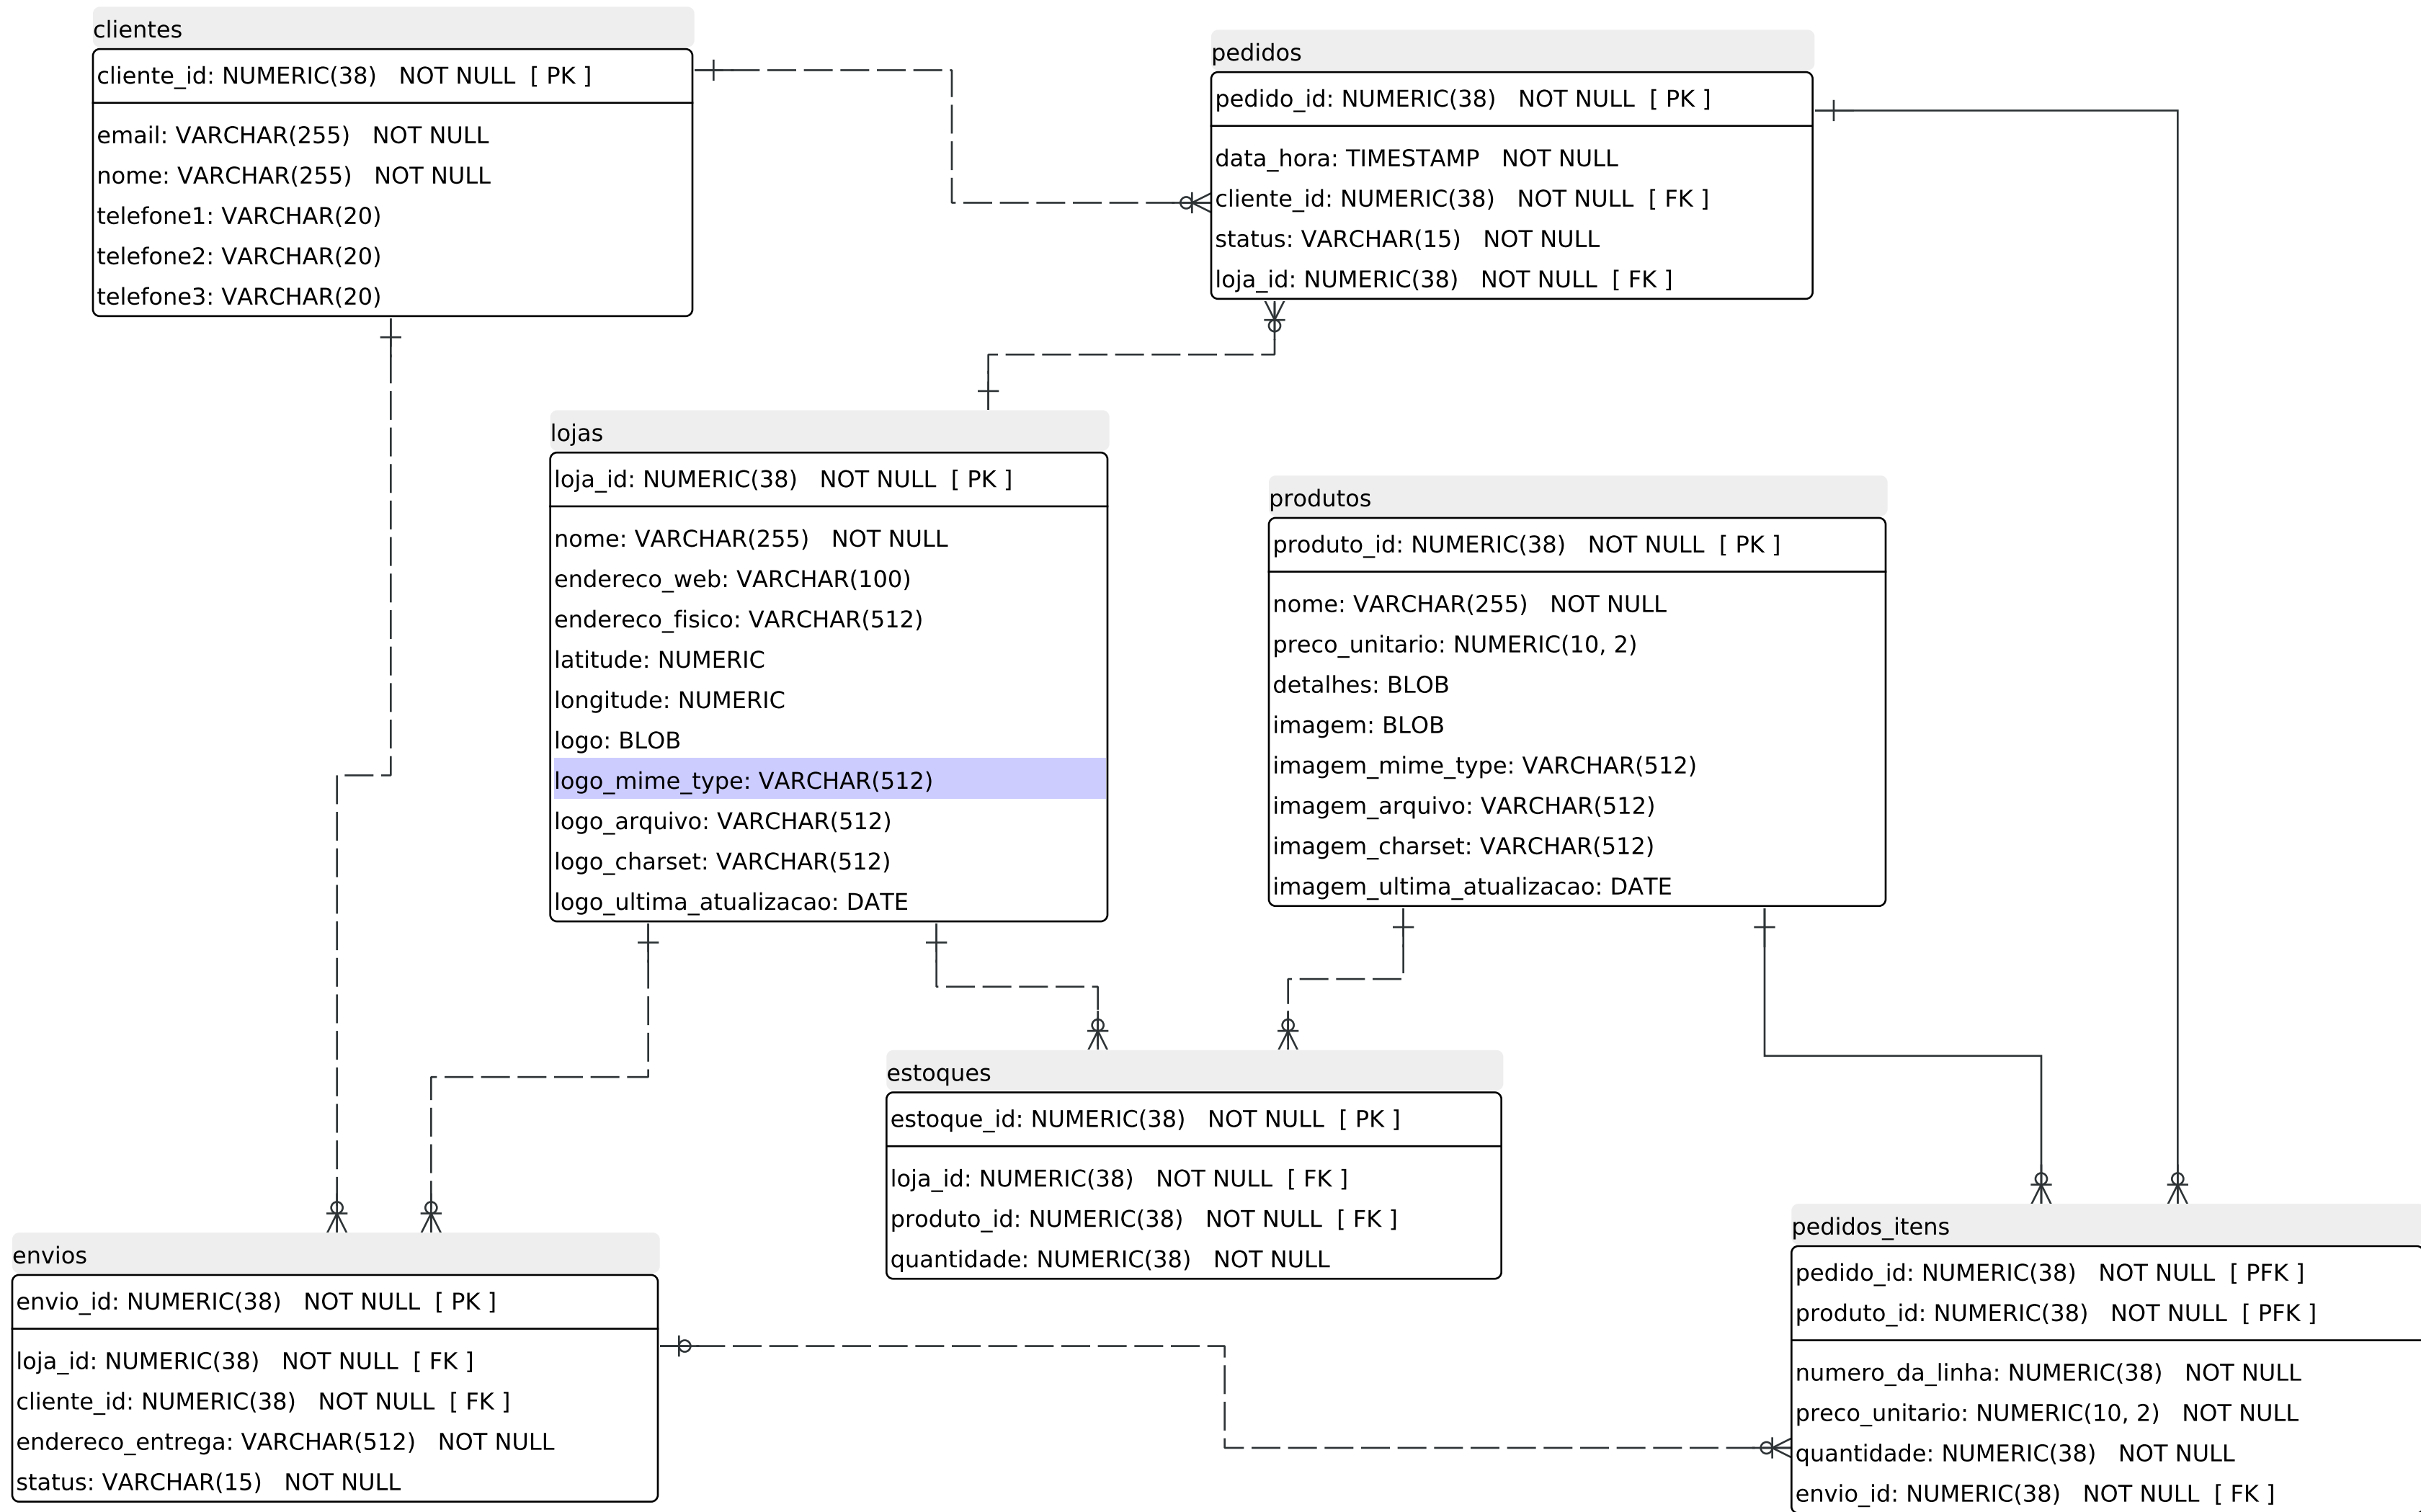 clientes
cliente_id: NUMERIC(38) NOT NULL [ PK ]
email: VARCHAR(255) NOT NULL
nome: VARCHAR(255) NOT NULL
telefone1: VARCHAR(20)
telefone2: VARCHAR(20)
telefone3: VARCHAR(20)
pedidos
pedido_id: NUMERIC(38) NOT NULL [ PK ]
data_hora: TIMESTAMP NOT NULL
cliente_id: NUMERIC(38) NOT NULL [ FK ]
status: VARCHAR(15) NOT NULL
loja_id: NUMERIC(38) NOT NULL [ FK ]
lojas
loja_id: NUMERIC(38) NOT NULL [ PK ]
nome: VARCHAR(255) NOT NULL
endereco_web: VARCHAR(100)
endereco_fisico: VARCHAR(512)
latitude: NUMERIC
longitude: NUMERIC
logo: BLOB
logo_mime_type: VARCHAR(512)
logo_arquivo: VARCHAR(512)
logo_charset: VARCHAR(512)
logo_ultima_atualizacao: DATE
produtos
produto_id: NUMERIC(38) NOT NULL [ PK ]
nome: VARCHAR(255) NOT NULL
preco_unitario: NUMERIC(10, 2)
detalhes: BLOB
imagem: BLOB
imagem_mime_type: VARCHAR(512)
imagem_arquivo: VARCHAR(512)
imagem_charset: VARCHAR(512)
imagem_ultima_atualizacao: DATE
estoques
estoque_id: NUMERIC(38) NOT NULL [ PK ]
loja_id: NUMERIC(38) NOT NULL [ FK ]
produto_id: NUMERIC(38) NOT NULL [ FK ]
quantidade: NUMERIC(38) NOT NULL
envios
envio_id: NUMERIC(38) NOT NULL [ PK ]
loja_id: NUMERIC(38) NOT NULL [ FK ]
cliente_id: NUMERIC(38) NOT NULL [ FK ]
endereco_entrega: VARCHAR(512) NOT NULL
status: VARCHAR(15) NOT NULL
pedidos_itens
pedido_id: NUMERIC(38) NOT NULL [ PFK ]
produto_id: NUMERIC(38) NOT NULL [ PFK ]
numero_da_linha: NUMERIC(38) NOT NULL
preco_unitario: NUMERIC(10, 2) NOT NULL
quantidade: NUMERIC(38) NOT NULL
envio_id: NUMERIC(38) NOT NULL [ FK ]